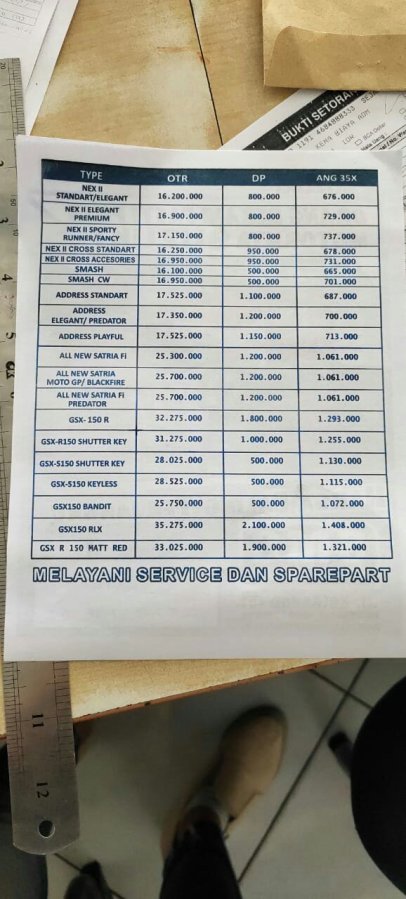 BUKTI SETORAN
1191 4684888333
KENA BIAYA ADM
TYPE OTR DP ANG 35X
NEX II
STANDART/ELEGANT 16.200.000 800.000 676.000
NEX II ELEGANT
PREMIUM 16.900.000 800.000 729.000
NEX II SPORTY
RUNNER/FANCY 17.150.000 800.000 737.000
NEX II CROSS STANDART 16.250.000 950.000 678.000
NEX II CROSS ACCESORIES 16.950.000 950.000 731.000
SMASH 16.100.000 500.000 665.000
SMASH CW 16.950.000 500.000 701.000
ADDRESS STANDART 17.525.000 1.100.000 687.000
ADDRESS
ELEGANT/ PREDATOR 17.350.000 1.200.000 700.000
ADDRESS PLAYFUL 17.525.000 1.150.000 713.000
ALL NEW SATRIA Fi 25.300.000 1.200.000 1.061.000
ALL NEW SATRIA
MOTO GP/ BLACKFIRE 25.700.000 1.200.000 1.061.000
ALL NEW SATRIA Fi
PREDATOR 25.700.000 1.200.000 1.061.000
GSX- 150 R 32.275.000 1.800.000 1.293.000
GSX-R150 SHUTTER KEY 31.275.000 1.000.000 1.255.000
GSX-S150 SHUTTER KEY 28.025.000 500.000 1.130.000
GSX-S150 KEYLESS 28.525.000 500.000 1.115.000
GSX150 BANDIT 25.750.000 500.000 1.072.000
GSX150 RLX 35.275.000 2.100.000 1.408.000
GSX R 150 MATT RED 33.025.000 1.900.000 1.321.000
MELAYANI SERVICE DAN SPAREPART
3
4
5
11
12